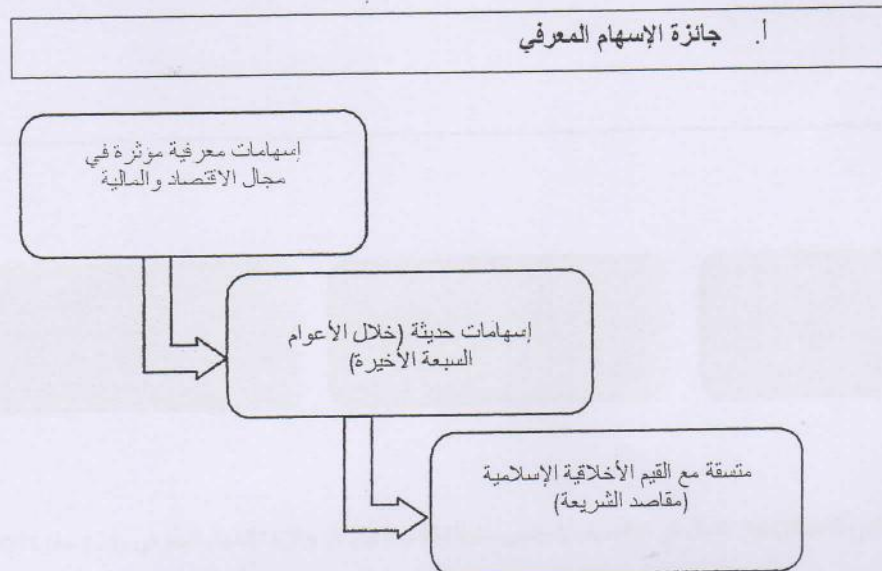 أ. جائزة الإسهام المعرفي
إسهامات معرفية مؤثرة في
مجال الاقتصاد والمالية
إسهامات حديثة (خلال الأعوام
السبعة الأخيرة)
متسقة مع القيم الأخلاقية الإسلامية
(مقاصد الشريعة)